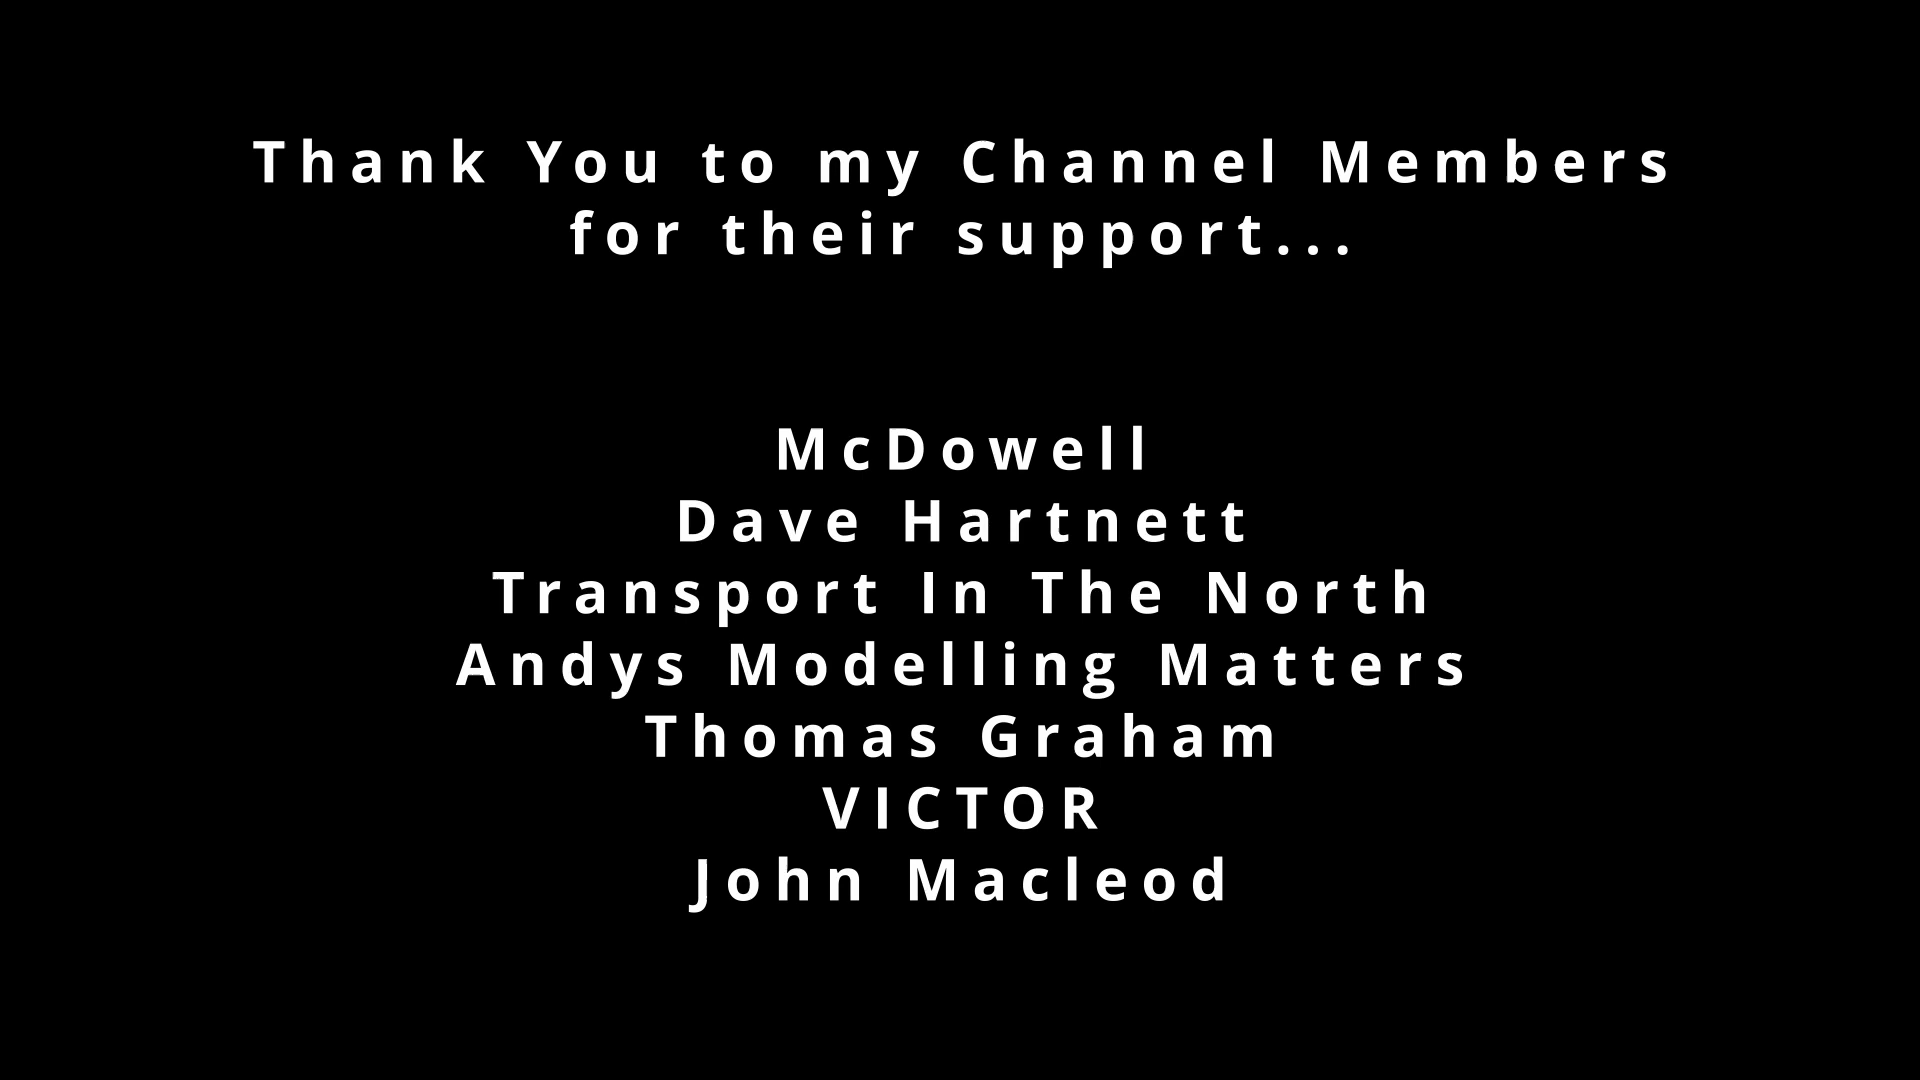 Thank You to my Channel Members
for their support...
McDowell
Dave Hartnett
Transport In The North
Andys Modelling Matters
Thomas Graham
VICTOR
John Macleod